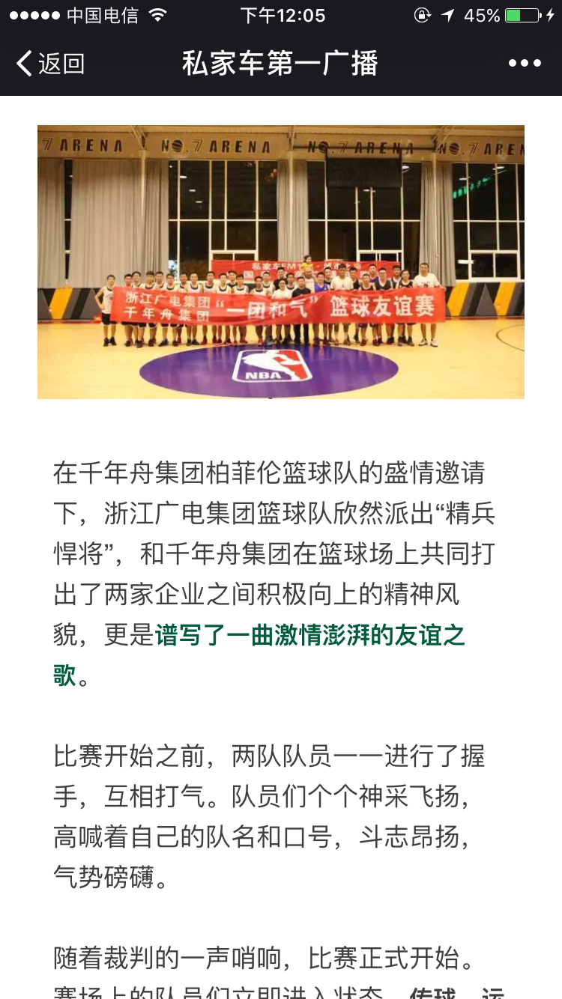 中国电信
下午12:05
45%
返回
私家车第一广播
7 ARENA
NO.7 ARENA
NO.7 ARENA
NO.7 AREN
私家车FM
浙江广电集团
千年舟集团
“一团和气”
篮球友谊赛
NBA
在千年舟集团柏菲伦篮球队的盛情邀请
下，浙江广电集团篮球队欣然派出“精兵
悍将”，和千年舟集团在篮球场上共同打
出了两家企业之间积极向上的精神风
貌，更是谱写了一曲激情澎湃的友谊之
歌。
比赛开始之前，两队队员一一进行了握
手，互相打气。队员们个个神采飞扬，
高喊着自己的队名和口号，斗志昂扬，
气势磅礴。
随着裁判的一声哨响，比赛正式开始。
赛场上的队员们立即进入状态，传球、运